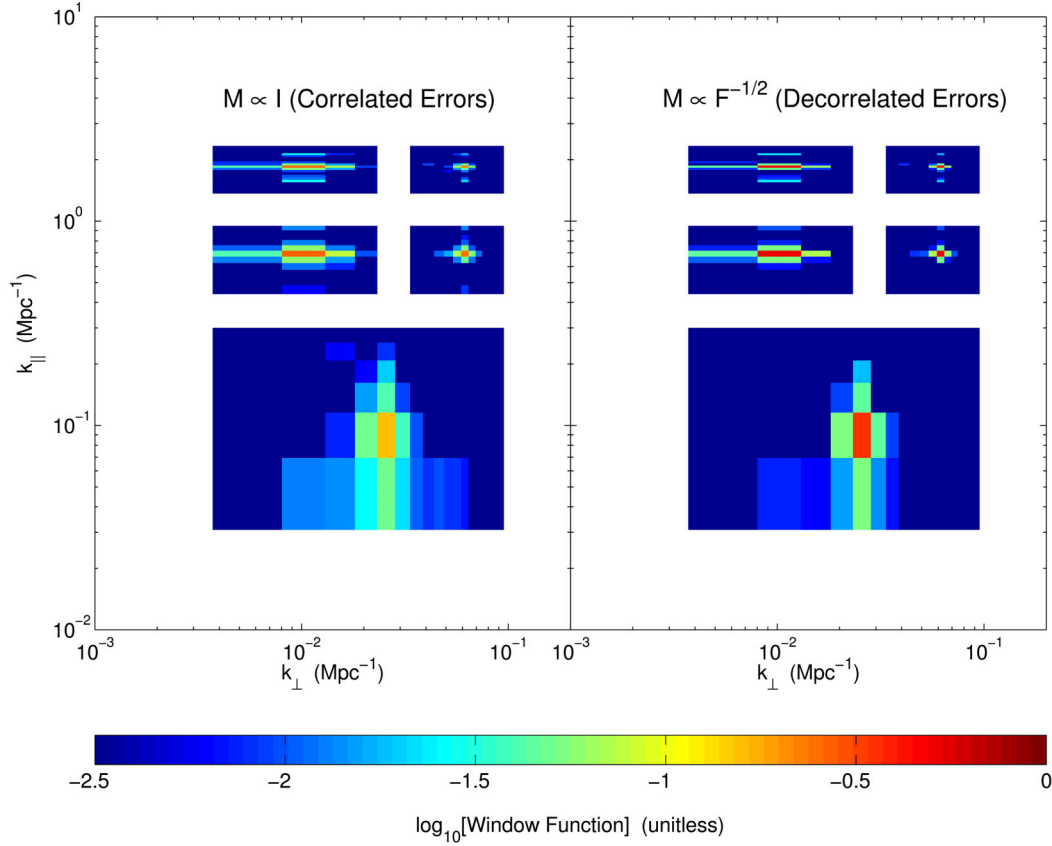 M ∝ I (Correlated Errors)
M ∝ F^{−1/2} (Decorrelated Errors)
10^1
10^0
10^{−1}
10^{−2}
k_{||} (Mpc^{−1})
10^{−3} 10^{−2} 10^{−1} 10^{−3} 10^{−2} 10^{−1}
k_⊥ (Mpc^{−1}) k_⊥ (Mpc^{−1})
−2.5 −2 −1.5 −1 −0.5 0
log_{10}[Window Function] (unitless)